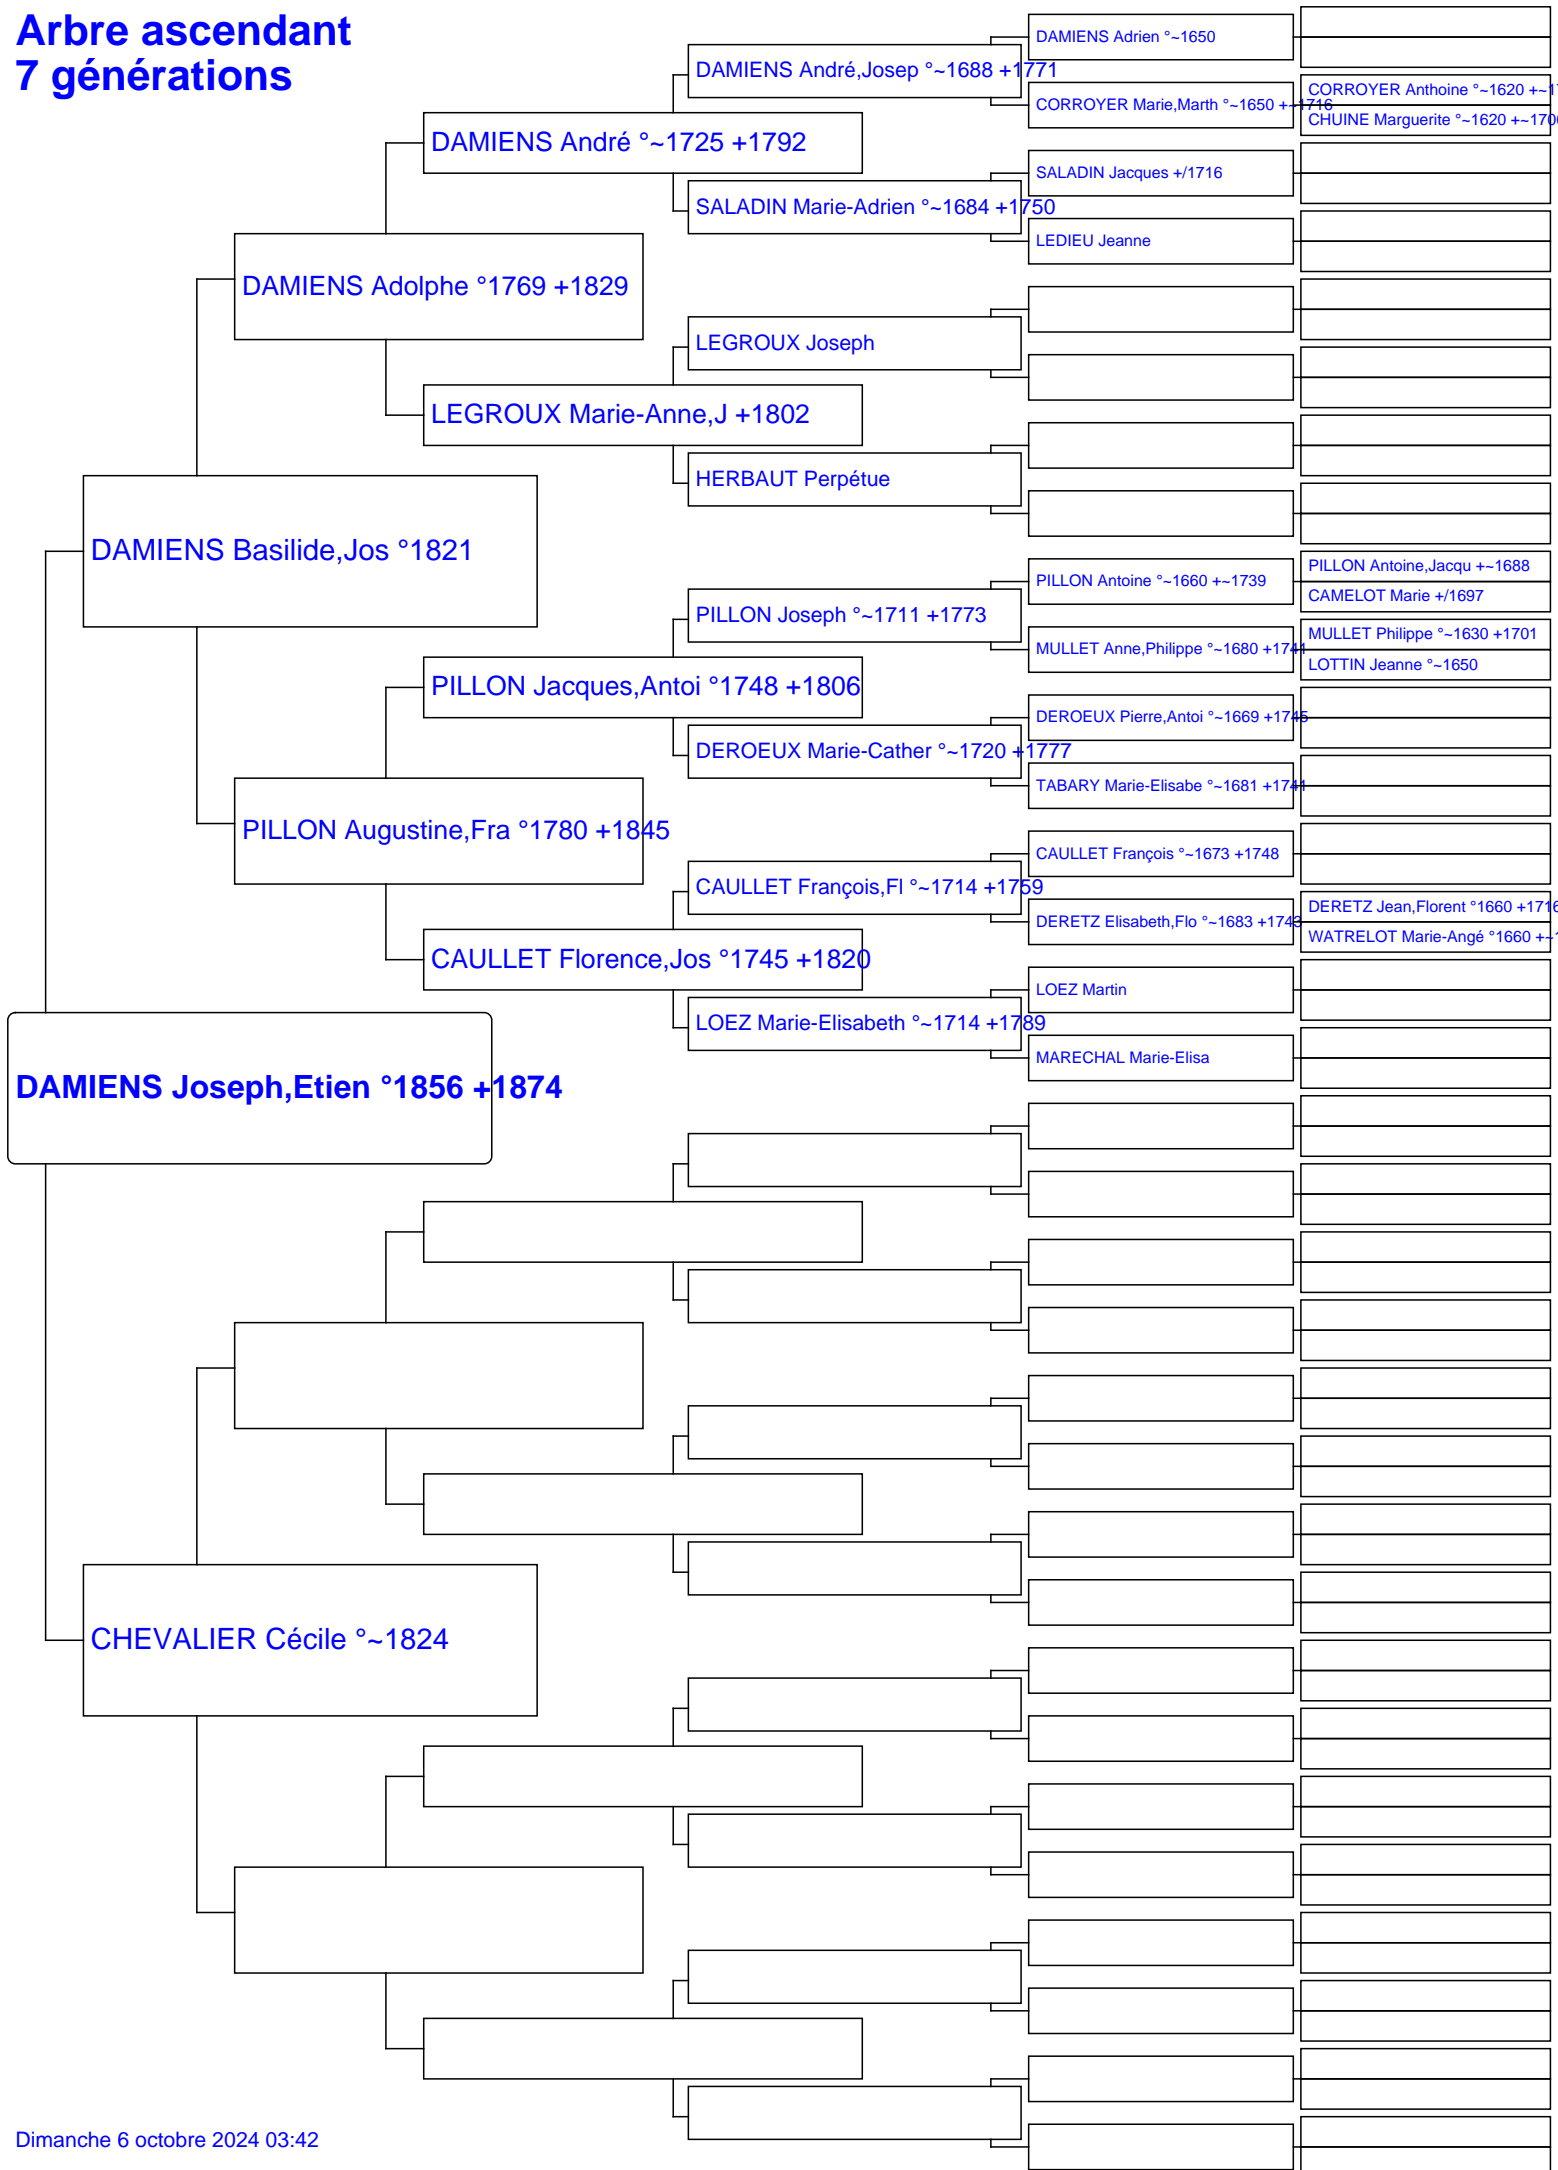 Arbre ascendant
7 générations
DAMIENS Adrien °~1650
DAMIENS André,Josep °~1688 +1771
CORROYER Anthoine °~1620 +~1
CORROYER Marie,Marth °~1650 +~1716
CHUINE Marguerite °~1620 +~170
DAMIENS André °~1725 +1792
SALADIN Jacques +/1716
SALADIN Marie-Adrien °~1684 +1750
LEDIEU Jeanne
DAMIENS Adolphe °1769 +1829
LEGROUX Joseph
LEGROUX Marie-Anne,J +1802
HERBAUT Perpétue
DAMIENS Basilide,Jos °1821
PILLON Antoine,Jacqu +~1688
PILLON Antoine °~1660 +~1739
CAMELOT Marie +/1697
PILLON Joseph °~1711 +1773
MULLET Philippe °~1630 +1701
MULLET Anne,Philippe °~1680 +1741
LOTTIN Jeanne °~1650
PILLON Jacques,Antoi °1748 +1806
DEROEUX Pierre,Antoi °~1669 +1745
DEROEUX Marie-Cather °~1720 +1777
TABARY Marie-Elisabe °~1681 +1741
PILLON Augustine,Fra °1780 +1845
CAULLET François °~1673 +1748
CAULLET François,Fl °~1714 +1759
DERETZ Jean,Florent °1660 +1716
DERETZ Elisabeth,Flo °~1683 +1743
WATRELOT Marie-Angé °1660 +~1
CAULLET Florence,Jos °1745 +1820
LOEZ Martin
LOEZ Marie-Elisabeth °~1714 +1789
MARECHAL Marie-Elisa
DAMIENS Joseph,Etien °1856 +1874
CHEVALIER Cécile °~1824
Dimanche 6 octobre 2024 03:42